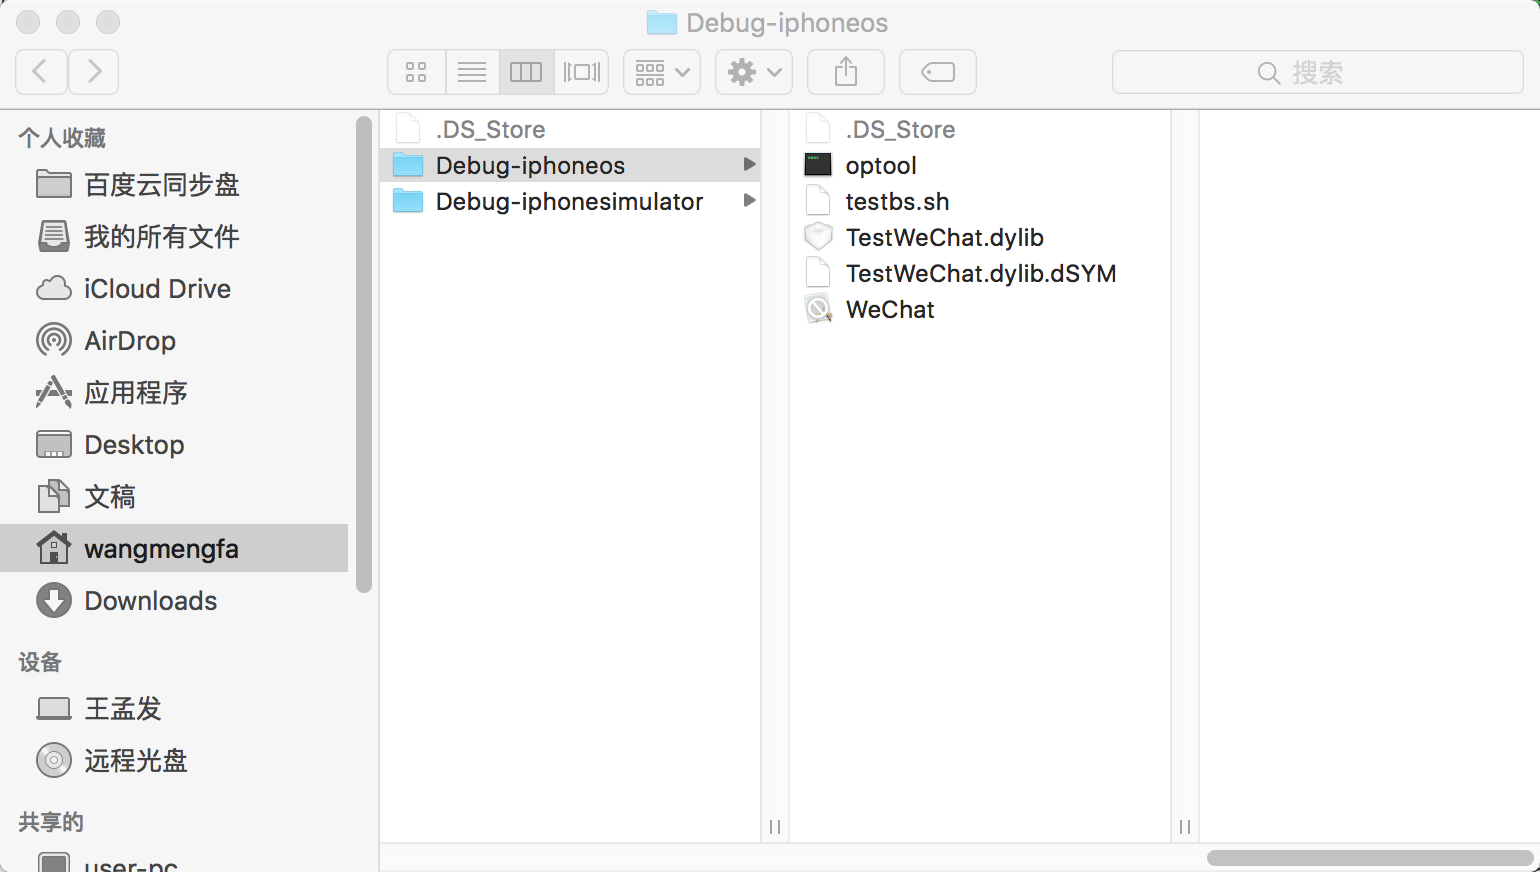 Debug-iphoneos
搜索
个人收藏
百度云同步盘
我的所有文件
iCloud Drive
AirDrop
应用程序
Desktop
文稿
wangmengfa
Downloads
设备
王孟发
远程光盘
共享的
user-pc
.DS_Store
Debug-iphoneos
Debug-iphonesimulator
.DS_Store
optool
testbs.sh
TestWeChat.dylib
TestWeChat.dylib.dSYM
WeChat